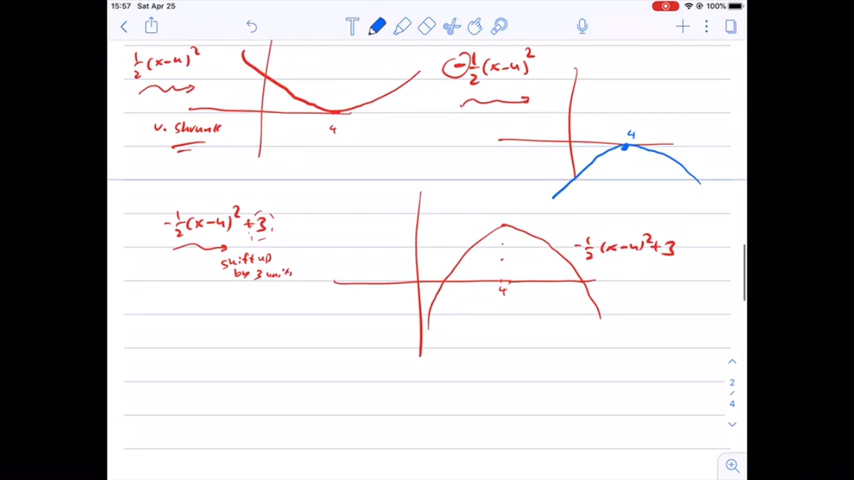 15:57 Sat Apr 25
100%
1/2 (x-4)²
v. shrunk
4
-1/2 (x-4)²
4
-1/2 (x-4)² + 3
shift up
by 3 units
4
-1/2 (x-4)² + 3
2
4